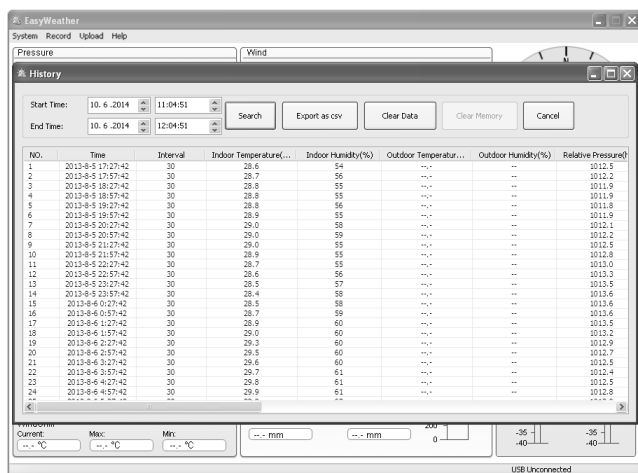 EasyWeather
System Record Upload Help
Pressure Wind
N
History
Start Time: 10. 6 .2014 11:04:51
End Time: 10. 6 .2014 12:04:51
Search Export as csv Clear Data Clear Memory Cancel
NO. Time Interval Indoor Temperature(... Indoor Humidity(%) Outdoor Temperatur... Outdoor Humidity(%) Relative Pressure(h
1 2013-8-5 17:27:42 30 28.6 54 --.- -- 1012.5
2 2013-8-5 17:57:42 30 28.7 56 --.- -- 1012.2
3 2013-8-5 18:27:42 30 28.8 55 --.- -- 1011.9
4 2013-8-5 18:57:42 30 28.8 55 --.- -- 1011.9
5 2013-8-5 19:27:42 30 28.8 56 --.- -- 1011.8
6 2013-8-5 19:57:42 30 28.9 55 --.- -- 1011.9
7 2013-8-5 20:27:42 30 29.0 58 --.- -- 1012.1
8 2013-8-5 20:57:42 30 29.0 59 --.- -- 1012.2
9 2013-8-5 21:27:42 30 29.0 55 --.- -- 1012.5
10 2013-8-5 21:57:42 30 28.9 55 --.- -- 1012.8
11 2013-8-5 22:27:42 30 28.7 55 --.- -- 1013.0
12 2013-8-5 22:57:42 30 28.6 56 --.- -- 1013.3
13 2013-8-5 23:27:42 30 28.5 57 --.- -- 1013.5
14 2013-8-5 23:57:42 30 28.4 58 --.- -- 1013.6
15 2013-8-6 0:27:42 30 28.5 58 --.- -- 1013.6
16 2013-8-6 0:57:42 30 28.7 59 --.- -- 1013.6
17 2013-8-6 1:27:42 30 28.9 60 --.- -- 1013.5
18 2013-8-6 1:57:42 30 29.0 60 --.- -- 1013.2
19 2013-8-6 2:27:42 30 29.3 60 --.- -- 1012.9
20 2013-8-6 2:57:42 30 29.5 60 --.- -- 1012.7
21 2013-8-6 3:27:42 30 29.6 60 --.- -- 1012.5
22 2013-8-6 3:57:42 30 29.7 61 --.- -- 1012.4
23 2013-8-6 4:27:42 30 29.8 61 --.- -- 1012.5
24 2013-8-6 4:57:42 30 29.9 61 --.- -- 1012.8
Current: Max: Min:
--.- °C --.- °C --.- °C
--.- mm --.- mm
200
0
-35 -35
-40 -40
USB Unconnected